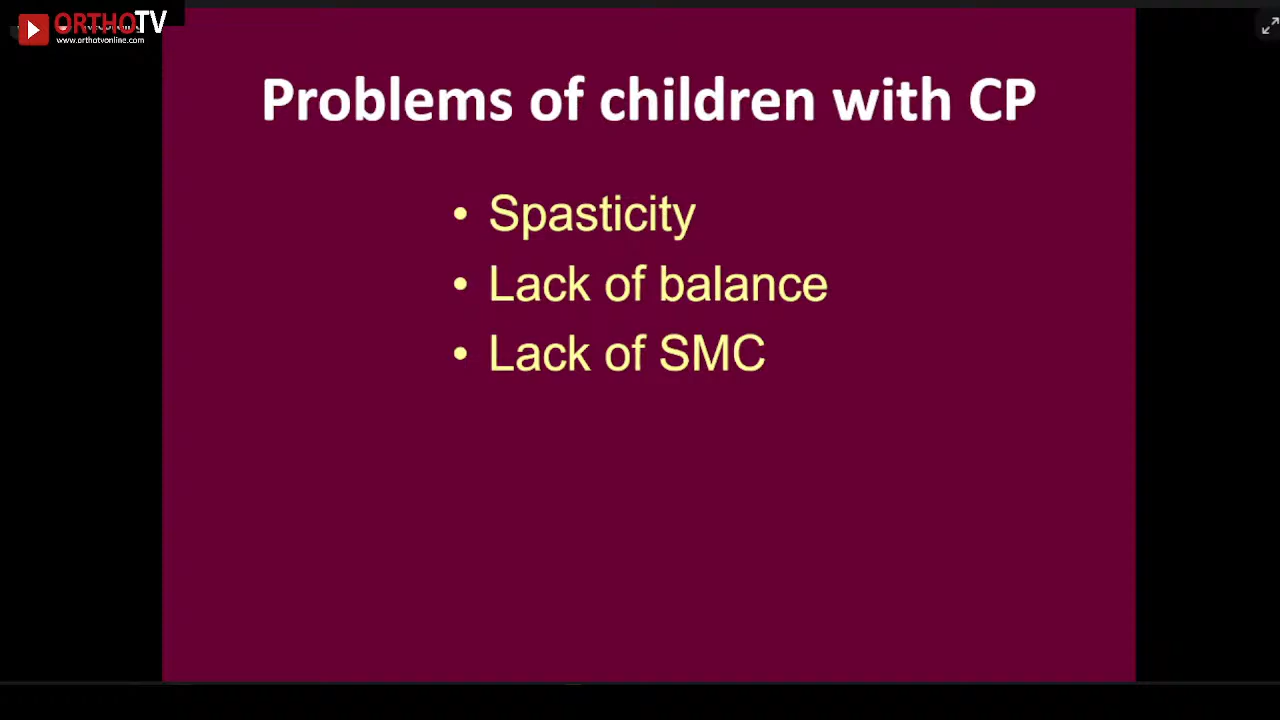 ORTHOTV
www.orthotvonline.com
Problems of children with CP
• Spasticity
• Lack of balance
• Lack of SMC